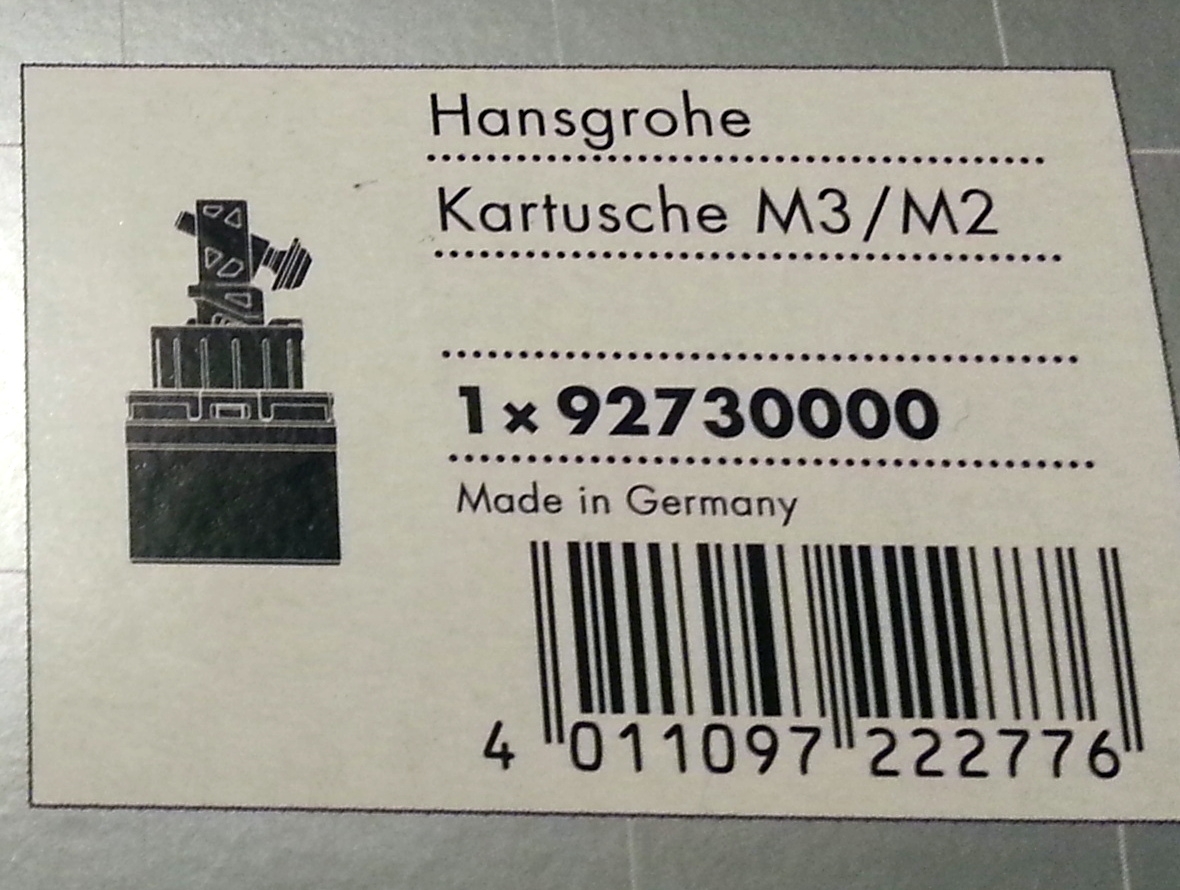 Hansgrohe
Kartusche M3/M2
1 x 92730000
Made in Germany
4 011097 222776